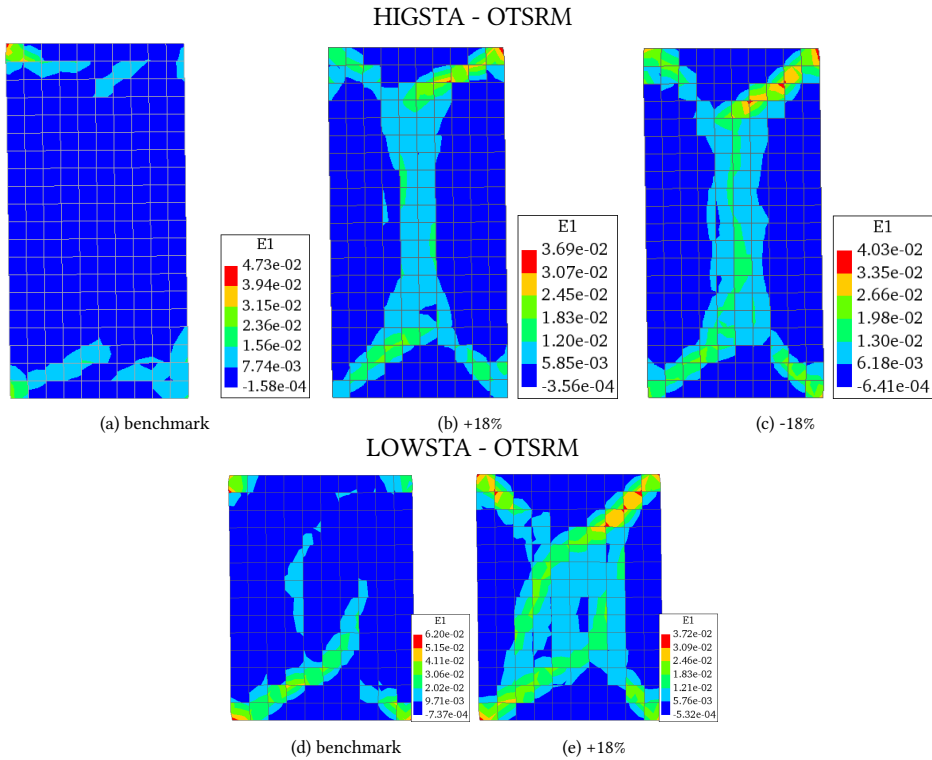 HIGSTA - OTSRM
E1
4.73e-02
3.94e-02
3.15e-02
2.36e-02
1.56e-02
7.74e-03
-1.58e-04
E1
3.69e-02
3.07e-02
2.45e-02
1.83e-02
1.20e-02
5.85e-03
-3.56e-04
E1
4.03e-02
3.35e-02
2.66e-02
1.98e-02
1.30e-02
6.18e-03
-6.41e-04
(a) benchmark
(b) +18%
(c) -18%
LOWSTA - OTSRM
E1
6.20e-02
5.15e-02
4.11e-02
3.06e-02
2.02e-02
9.71e-03
-7.37e-04
E1
3.72e-02
3.09e-02
2.46e-02
1.83e-02
1.21e-02
5.76e-03
-5.32e-04
(d) benchmark
(e) +18%